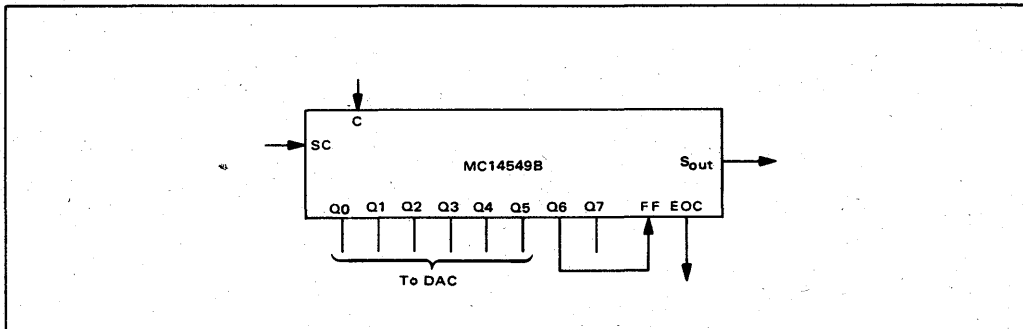 C
SC
MC14549B
Sout
Q0 Q1 Q2 Q3 Q4 Q5 Q6 Q7 FF EOC
To DAC